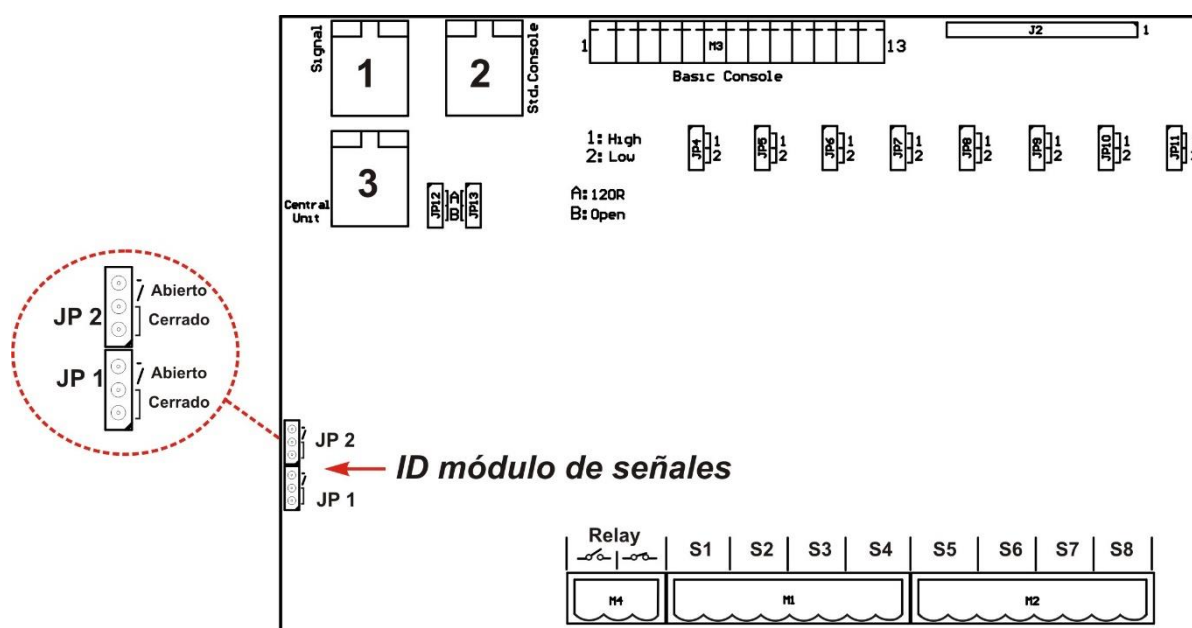 Signal
1
2
Std.Console
1
M3
13
Basic Console
J2
1
1: High
2: Low
JP4
1
2
JP5
1
2
JP6
1
2
JP7
1
2
JP8
1
2
JP9
1
2
JP10
1
2
JP11
1
Central
Unit
3
JP12
A
B
JP13
A: 120R
B: Open
JP 2
Abierto
Cerrado
JP 1
Abierto
Cerrado
JP 2
ID módulo de señales
JP 1
Relay
S1
S2
S3
S4
S5
S6
S7
S8
M4
M1
M2